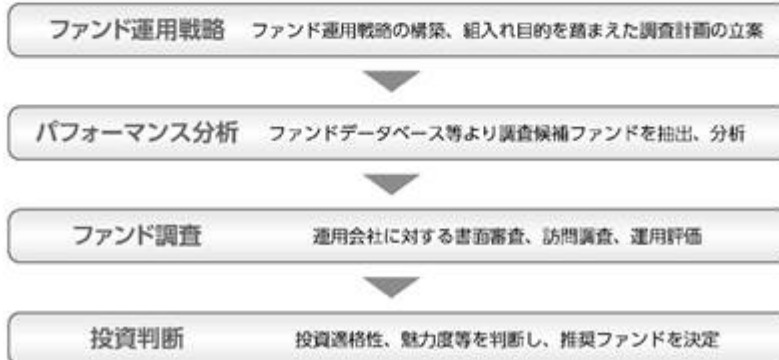 ファンド運用戦略 ファンド運用戦略の構築、組入れ目的を踏まえた調査計画の立案
パフォーマンス分析 ファンドデータベース等より調査候補ファンドを抽出、分析
ファンド調査 運用会社に対する書面審査、訪問調査、運用評価
投資判断 投資適格性、魅力度等を判断し、推奨ファンドを決定